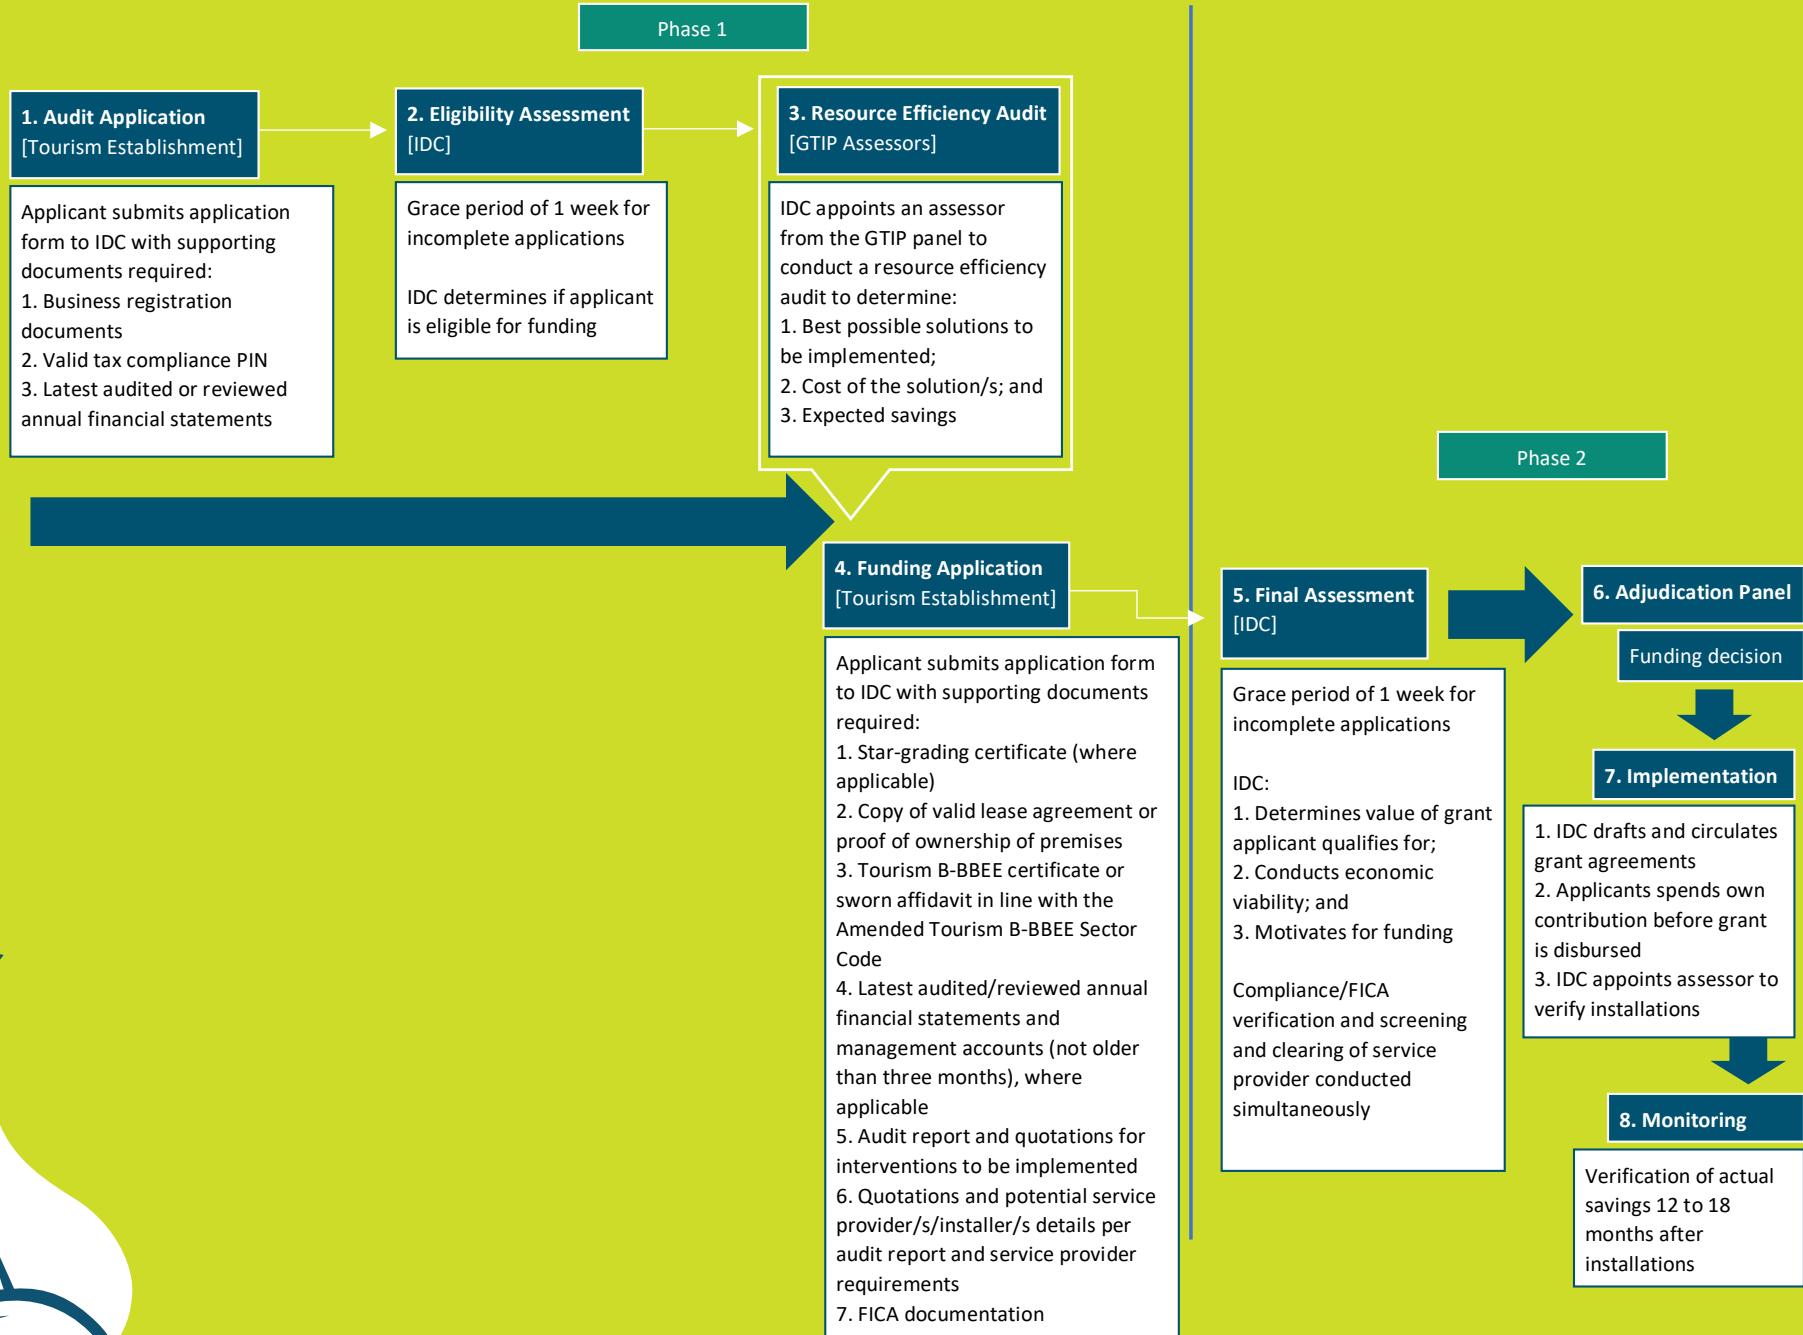 Phase 1
1. Audit Application
[Tourism Establishment]
Applicant submits application
form to IDC with supporting
documents required:
1. Business registration
documents
2. Valid tax compliance PIN
3. Latest audited or reviewed
annual financial statements
2. Eligibility Assessment
[IDC]
Grace period of 1 week for
incomplete applications
IDC determines if applicant
is eligible for funding
3. Resource Efficiency Audit
[GTIP Assessors]
IDC appoints an assessor
from the GTIP panel to
conduct a resource efficiency
audit to determine:
1. Best possible solutions to
be implemented;
2. Cost of the solution/s; and
3. Expected savings
4. Funding Application
[Tourism Establishment]
Applicant submits application form
to IDC with supporting documents
required:
1. Star-grading certificate (where
applicable)
2. Copy of valid lease agreement or
proof of ownership of premises
3. Tourism B-BBEE certificate or
sworn affidavit in line with the
Amended Tourism B-BBEE Sector
Code
4. Latest audited/reviewed annual
financial statements and
management accounts (not older
than three months), where
applicable
5. Audit report and quotations for
interventions to be implemented
6. Quotations and potential service
provider/s/installer/s details per
audit report and service provider
requirements
7. FICA documentation
Phase 2
5. Final Assessment
[IDC]
Grace period of 1 week for
incomplete applications
IDC:
1. Determines value of grant
applicant qualifies for;
2. Conducts economic
viability; and
3. Motivates for funding
Compliance/FICA
verification and screening
and clearing of service
provider conducted
simultaneously
6. Adjudication Panel
Funding decision
7. Implementation
1. IDC drafts and circulates
grant agreements
2. Applicants spends own
contribution before grant
is disbursed
3. IDC appoints assessor to
verify installations
8. Monitoring
Verification of actual
savings 12 to 18
months after
installations